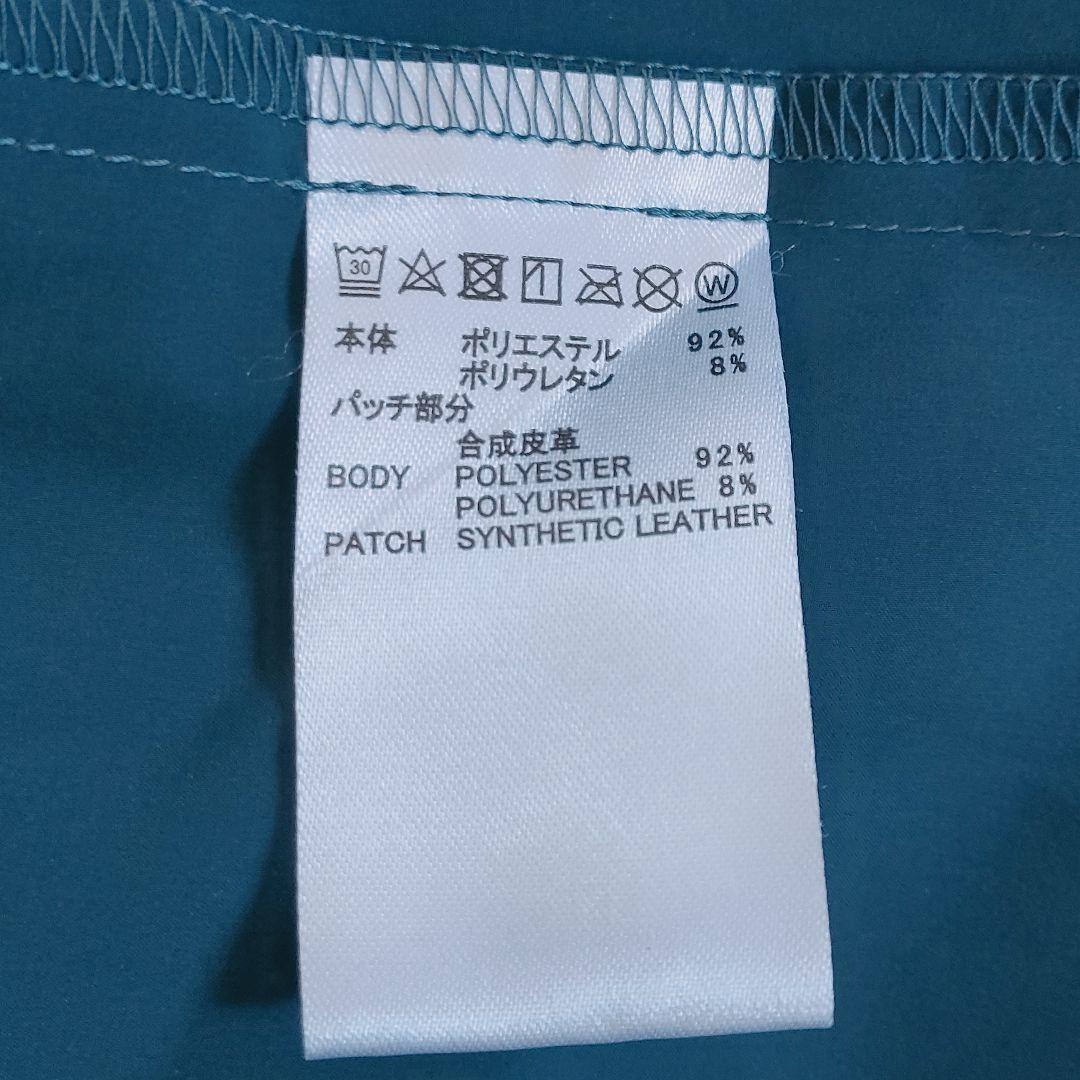 30 W
本体 ポリエステル 92%
ポリウレタン 8%
パッチ部分
合成皮革
BODY POLYESTER 92%
POLYURETHANE 8%
PATCH SYNTHETIC LEATHER